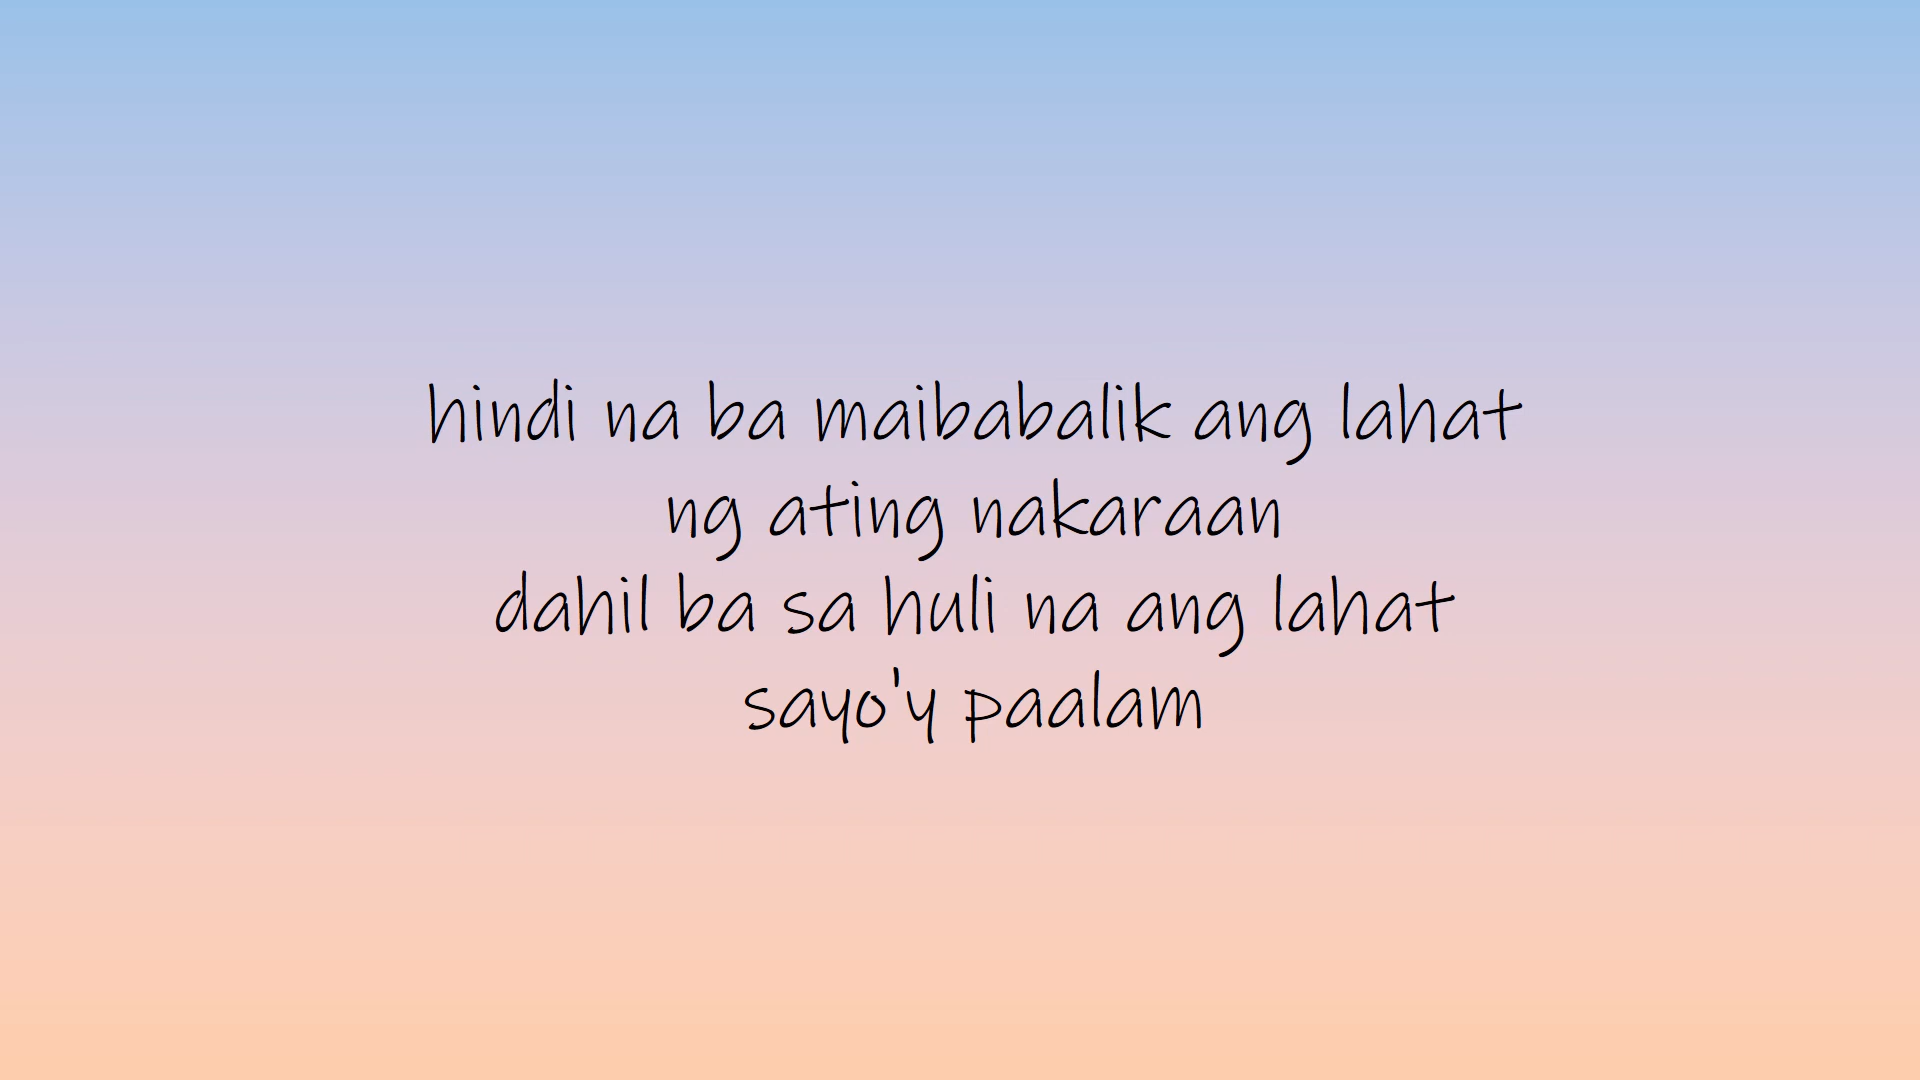 hindi na ba maibabalik ang lahat
ng ating nakaraan
dahil ba sa huli na ang lahat
sayo'y paalam